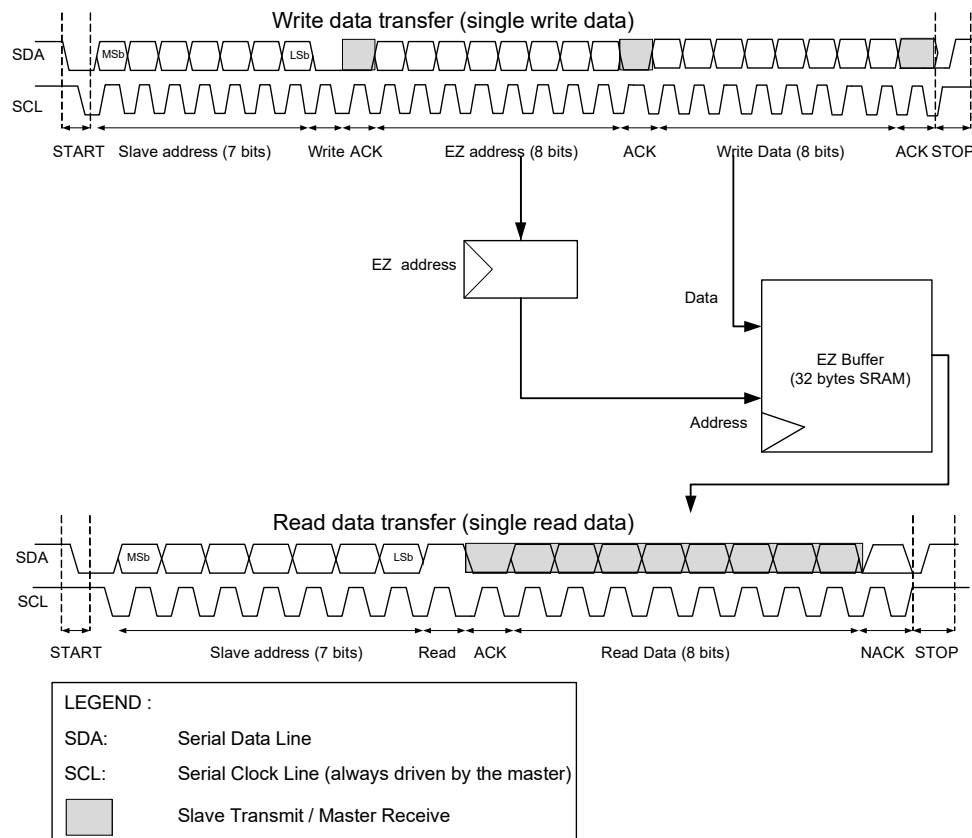 Write data transfer (single write data)
SDA MSb LSb
SCL
START Slave address (7 bits) Write ACK EZ address (8 bits) ACK Write Data (8 bits) ACK STOP
EZ address
Data
EZ Buffer
(32 bytes SRAM)
Address
Read data transfer (single read data)
SDA MSb LSb
SCL
START Slave address (7 bits) Read ACK Read Data (8 bits) NACK STOP
LEGEND :
SDA: Serial Data Line
SCL: Serial Clock Line (always driven by the master)
Slave Transmit / Master Receive